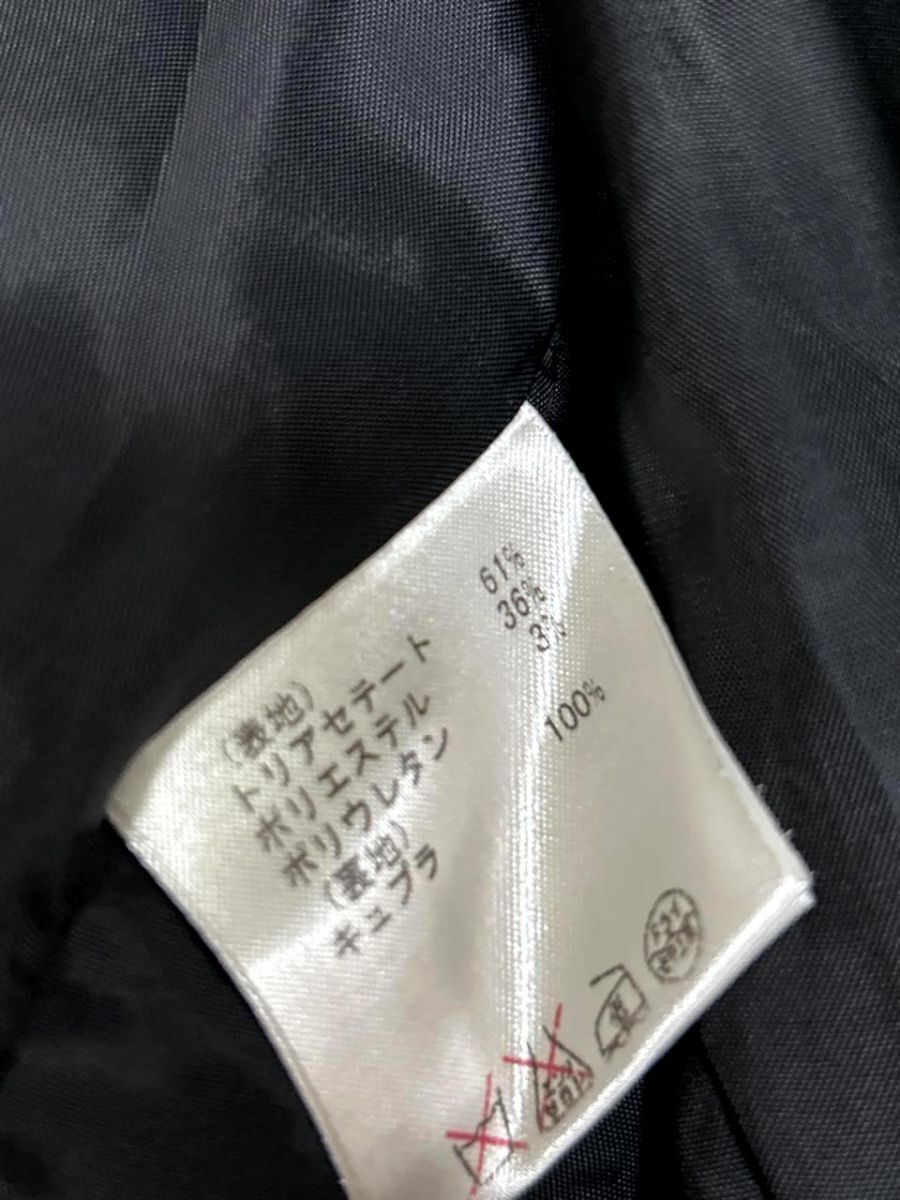 (表地)
トリアセテート 61%
ポリエステル 36%
ポリウレタン 3%
(裏地)
キュプラ 100%